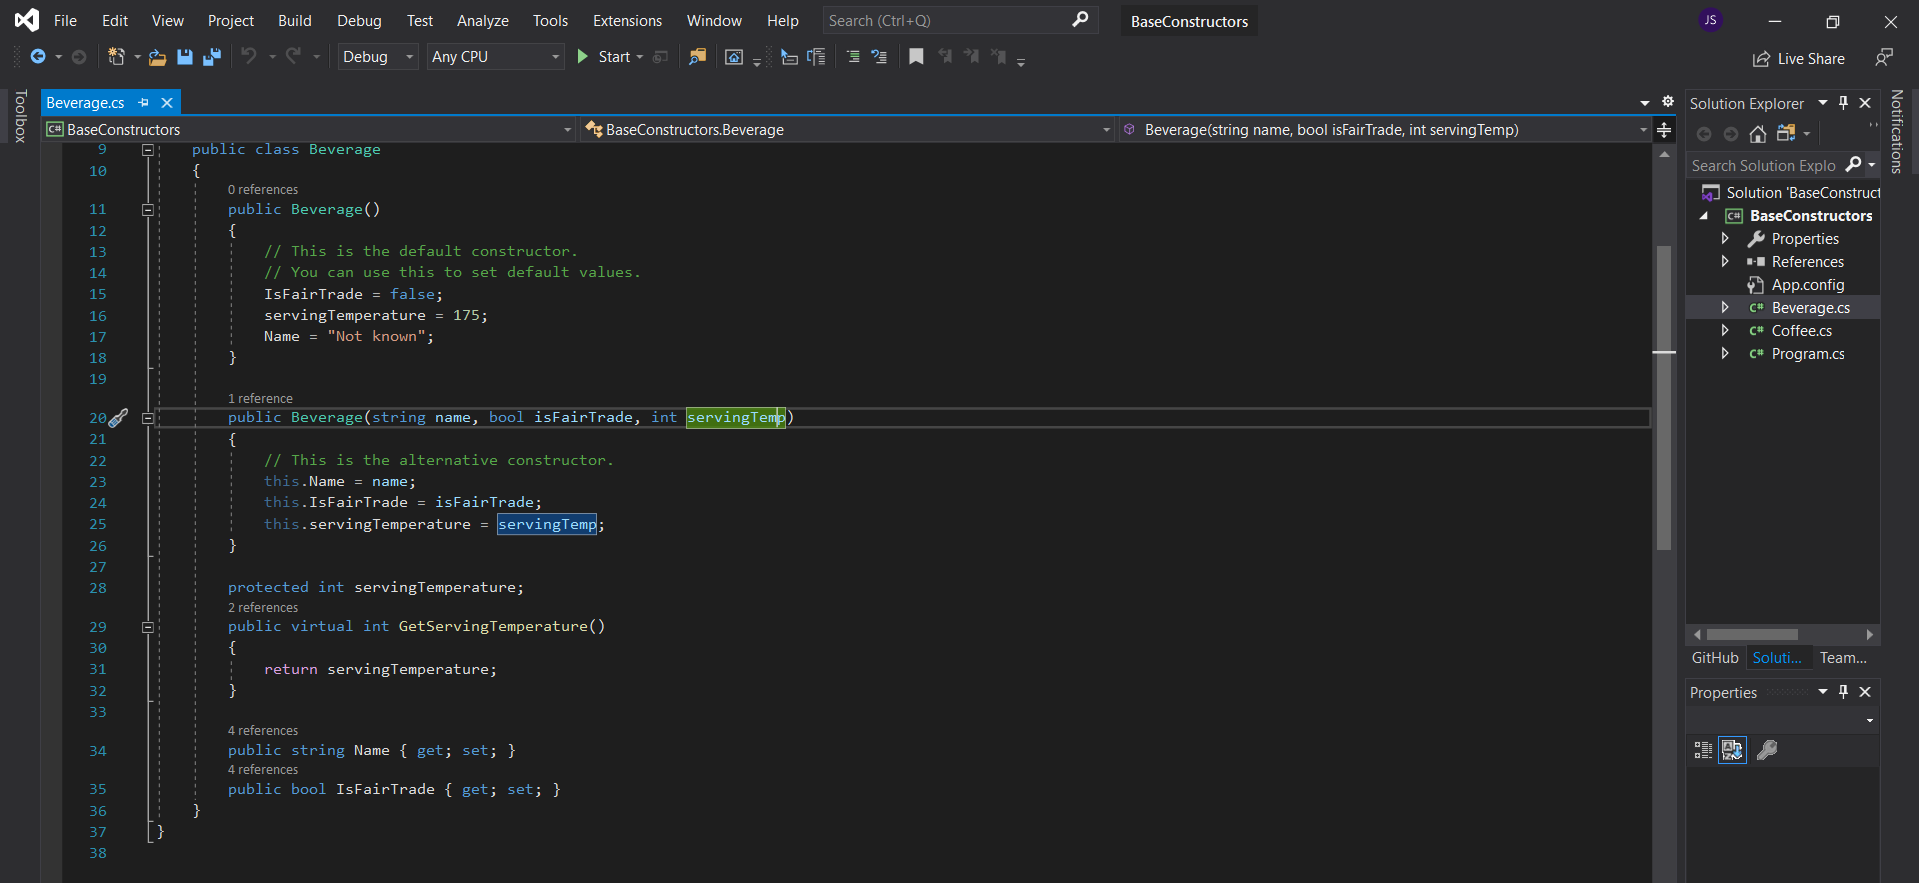 File Edit View Project Build Debug Test Analyze Tools Extensions Window Help Search (Ctrl+Q) BaseConstructors JS
Debug Any CPU Start Live Share
Toolbox
Beverage.cs
BaseConstructors BaseConstructors.Beverage Beverage(string name, bool isFairTrade, int servingTemp)
9 public class Beverage
10 {
0 references
11 public Beverage()
12 {
13 // This is the default constructor.
14 // You can use this to set default values.
15 IsFairTrade = false;
16 servingTemperature = 175;
17 Name = "Not known";
18 }
19
1 reference
20 public Beverage(string name, bool isFairTrade, int servingTemp)
21 {
22 // This is the alternative constructor.
23 this.Name = name;
24 this.IsFairTrade = isFairTrade;
25 this.servingTemperature = servingTemp;
26 }
27
28 protected int servingTemperature;
2 references
29 public virtual int GetServingTemperature()
30 {
31 return servingTemperature;
32 }
33
4 references
34 public string Name { get; set; }
4 references
35 public bool IsFairTrade { get; set; }
36 }
37 }
38
Solution Explorer
Search Solution Explo
Solution 'BaseConstruct
C# BaseConstructors
Properties
References
App.config
C# Beverage.cs
C# Coffee.cs
C# Program.cs
GitHub Soluti... Team...
Properties
Notifications